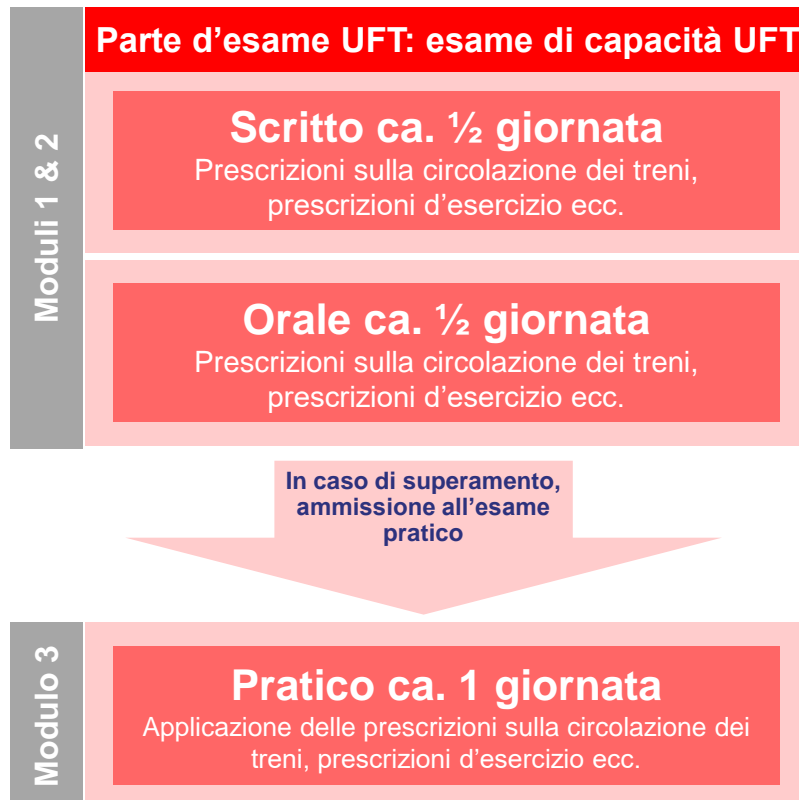 Parte d’esame UFT: esame di capacità UFT
Moduli 1 & 2
Scritto ca. ½ giornata
Prescrizioni sulla circolazione dei treni,
prescrizioni d’esercizio ecc.
Orale ca. ½ giornata
Prescrizioni sulla circolazione dei treni,
prescrizioni d’esercizio ecc.
In caso di superamento,
ammissione all’esame
pratico
Modulo 3
Pratico ca. 1 giornata
Applicazione delle prescrizioni sulla circolazione dei
treni, prescrizioni d’esercizio ecc.